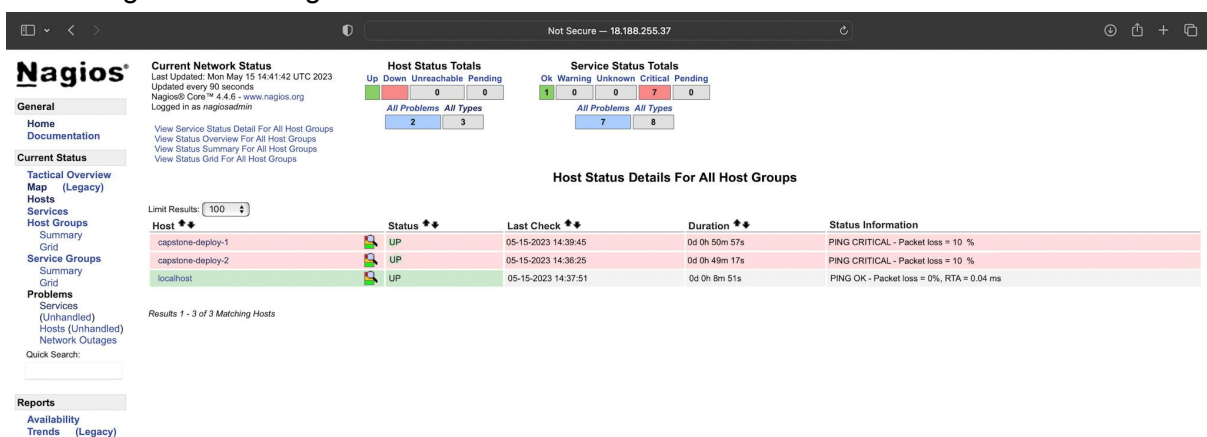 Not Secure — 18.188.255.37
Nagios®
General
Home
Documentation
Current Status
Tactical Overview
Map (Legacy)
Hosts
Services
Host Groups
Summary
Grid
Service Groups
Summary
Grid
Problems
Services
(Unhandled)
Hosts (Unhandled)
Network Outages
Quick Search:
Reports
Availability
Trends (Legacy)
Current Network Status
Last Updated: Mon May 15 14:41:42 UTC 2023
Updated every 90 seconds
Nagios® Core™ 4.4.6 - www.nagios.org
Logged in as nagiosadmin
View Service Status Detail For All Host Groups
View Status Overview For All Host Groups
View Status Summary For All Host Groups
View Status Grid For All Host Groups
Host Status Totals
Up Down Unreachable Pending
0 0
All Problems All Types
2 3
Service Status Totals
Ok Warning Unknown Critical Pending
1 0 0 7 0
All Problems All Types
7 8
Host Status Details For All Host Groups
Limit Results: 100
Host Status Last Check Duration Status Information
capstone-deploy-1 UP 05-15-2023 14:39:45 0d 0h 50m 57s PING CRITICAL - Packet loss = 10 %
capstone-deploy-2 UP 05-15-2023 14:36:25 0d 0h 49m 17s PING CRITICAL - Packet loss = 10 %
localhost UP 05-15-2023 14:37:51 0d 0h 8m 51s PING OK - Packet loss = 0%, RTA = 0.04 ms
Results 1 - 3 of 3 Matching Hosts